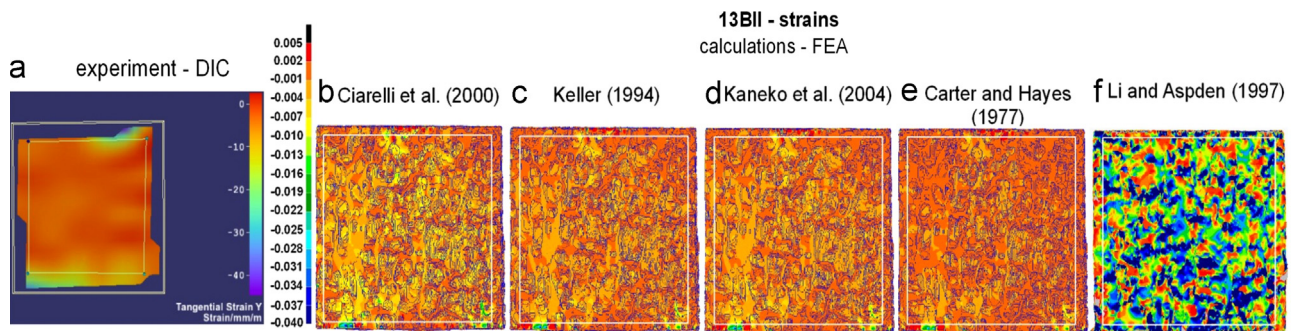 13BII - strains
calculations - FEA
a experiment - DIC
0
-10
-20
-30
-40
Tangential Strain Y
Strain/mm/m
0.005
0.002
-0.001
-0.004
-0.007
-0.010
-0.013
-0.016
-0.019
-0.022
-0.025
-0.028
-0.031
-0.034
-0.037
-0.040
b Ciarelli et al. (2000)
c Keller (1994)
d Kaneko et al. (2004)
e Carter and Hayes
(1977)
f Li and Aspden (1997)